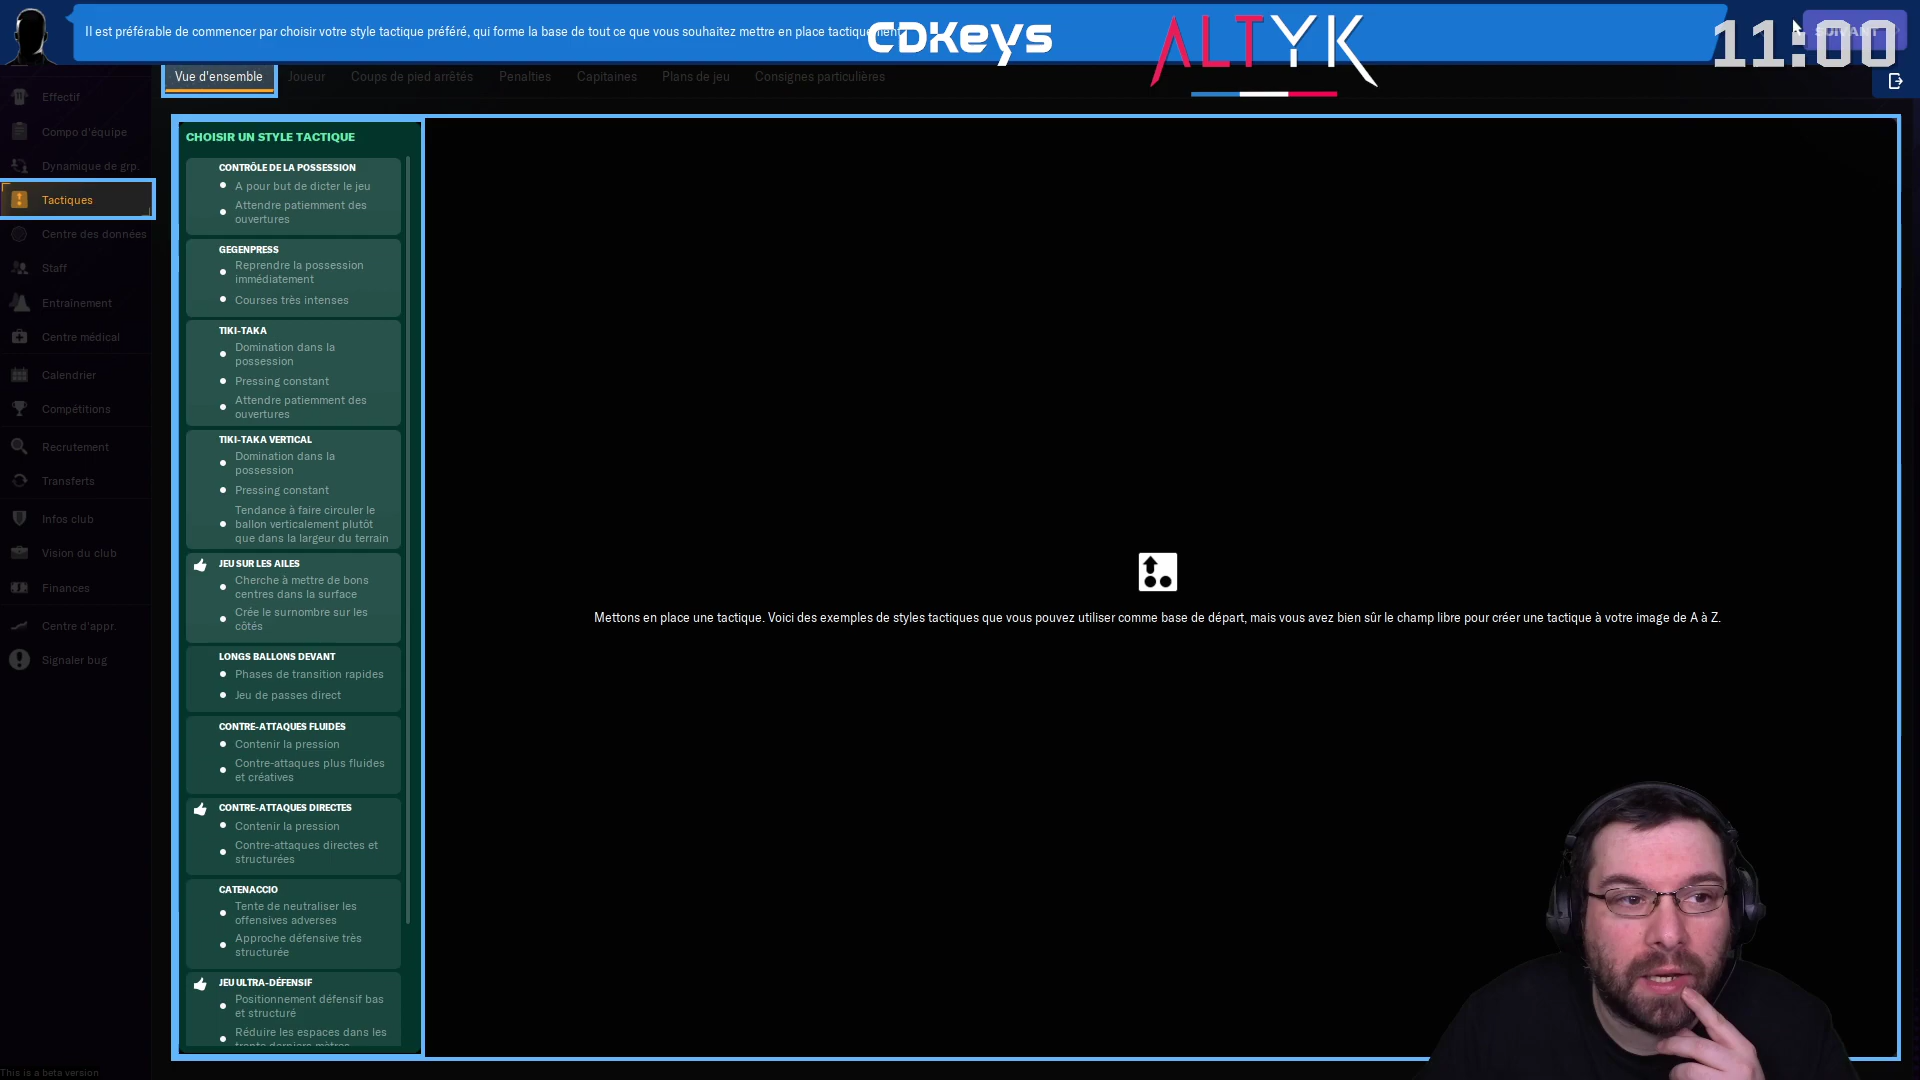 Il est préférable de commencer par choisir votre style tactique préféré, qui forme la base de tout ce que vous souhaitez mettre en place tactiquement.
CDKeys
ALTYK
SUIVANT
11:00
Vue d'ensemble
Joueur
Coups de pied arrêtés
Penalties
Capitaines
Plans de jeu
Consignes particulières
Effectif
Compo d'équipe
Dynamique de grp.
Tactiques
Centre des données
Staff
Entraînement
Centre médical
Calendrier
Compétitions
Recrutement
Transferts
Infos club
Vision du club
Finances
Centre d'appr.
Signaler bug
This is a beta version
CHOISIR UN STYLE TACTIQUE
CONTRÔLE DE LA POSSESSION
A pour but de dicter le jeu
Attendre patiemment des
ouvertures
GEGENPRESS
Reprendre la possession
immédiatement
Courses très intenses
TIKI-TAKA
Domination dans la
possession
Pressing constant
Attendre patiemment des
ouvertures
TIKI-TAKA VERTICAL
Domination dans la
possession
Pressing constant
Tendance à faire circuler le
ballon verticalement plutôt
que dans la largeur du terrain
JEU SUR LES AILES
Cherche à mettre de bons
centres dans la surface
Crée le surnombre sur les
côtés
LONGS BALLONS DEVANT
Phases de transition rapides
Jeu de passes direct
CONTRE-ATTAQUES FLUIDES
Contenir la pression
Contre-attaques plus fluides
et créatives
CONTRE-ATTAQUES DIRECTES
Contenir la pression
Contre-attaques directes et
structurées
CATENACCIO
Tente de neutraliser les
offensives adverses
Approche défensive très
structurée
JEU ULTRA-DÉFENSIF
Positionnement défensif bas
et structuré
Réduire les espaces dans les
trente derniers mètres
Mettons en place une tactique. Voici des exemples de styles tactiques que vous pouvez utiliser comme base de départ, mais vous avez bien sûr le champ libre pour créer une tactique à votre image de A à Z.